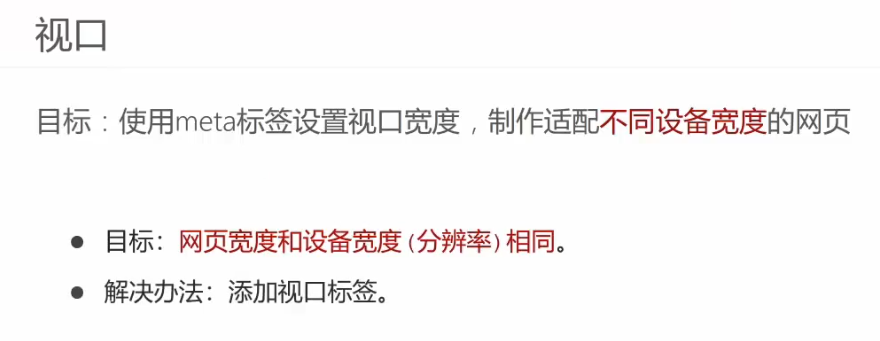 视口
目标：使用meta标签设置视口宽度，制作适配不同设备宽度的网页
● 目标：网页宽度和设备宽度(分辨率)相同。
● 解决办法：添加视口标签。